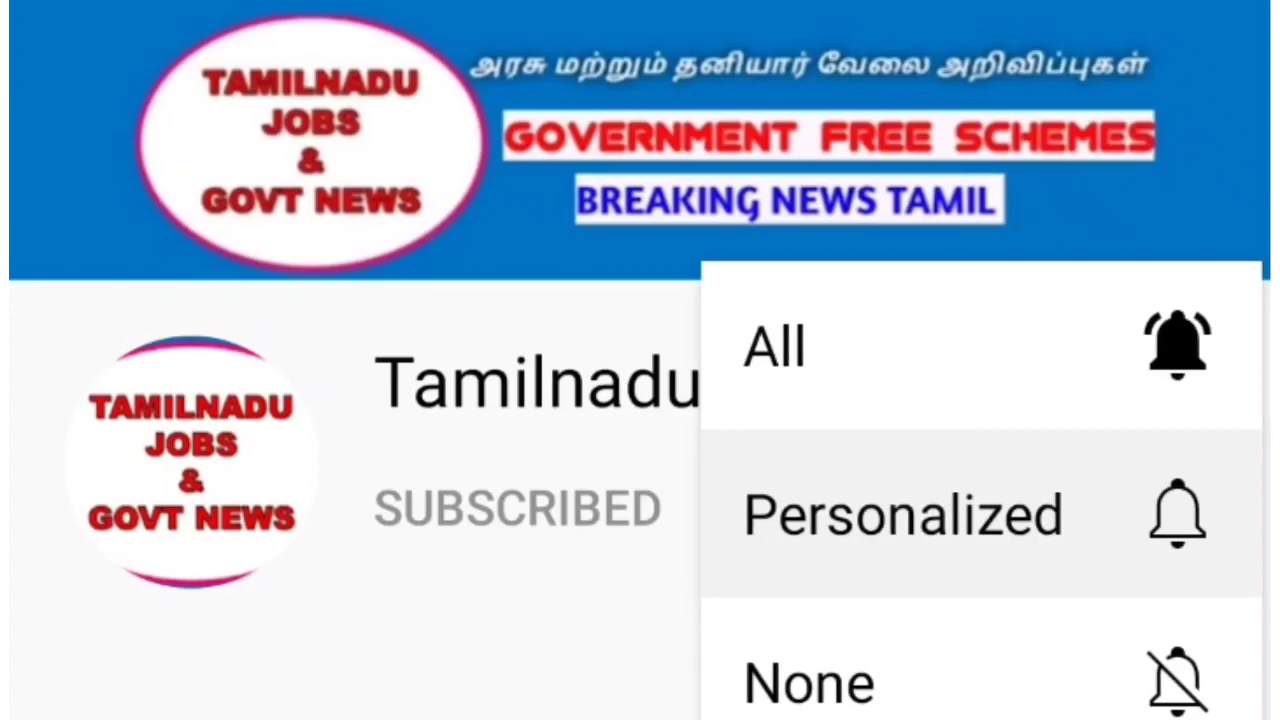 TAMILNADU
JOBS
&
GOVT NEWS
அரசு மற்றும் தனியார் வேலை அறிவிப்புகள்
GOVERNMENT FREE SCHEMES
BREAKING NEWS TAMIL
TAMILNADU
JOBS
&
GOVT NEWS
Tamilnadu
SUBSCRIBED
All
Personalized
None